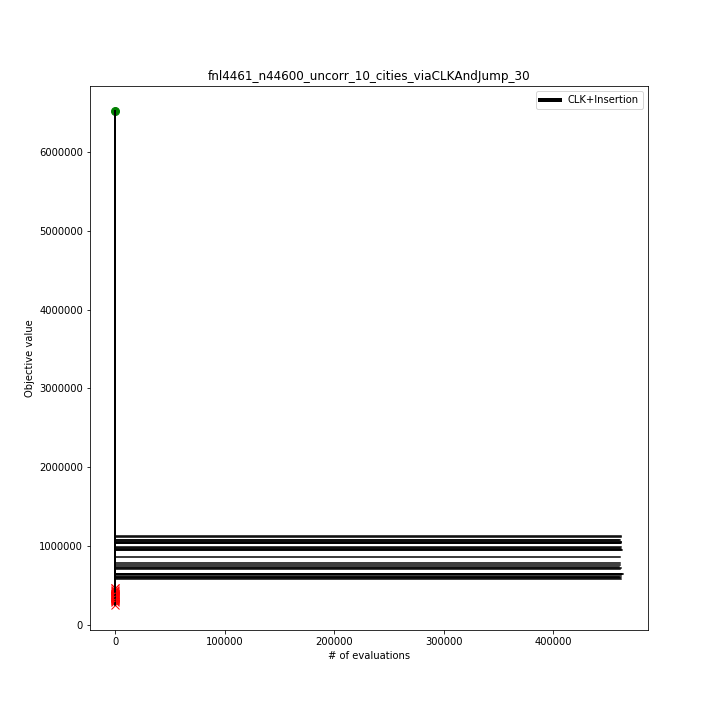 fnl4461_n44600_uncorr_10_cities_viaCLKAndJump_30
CLK+Insertion
6000000
5000000
4000000
3000000
2000000
1000000
0
Objective value
0 100000 200000 300000 400000
# of evaluations